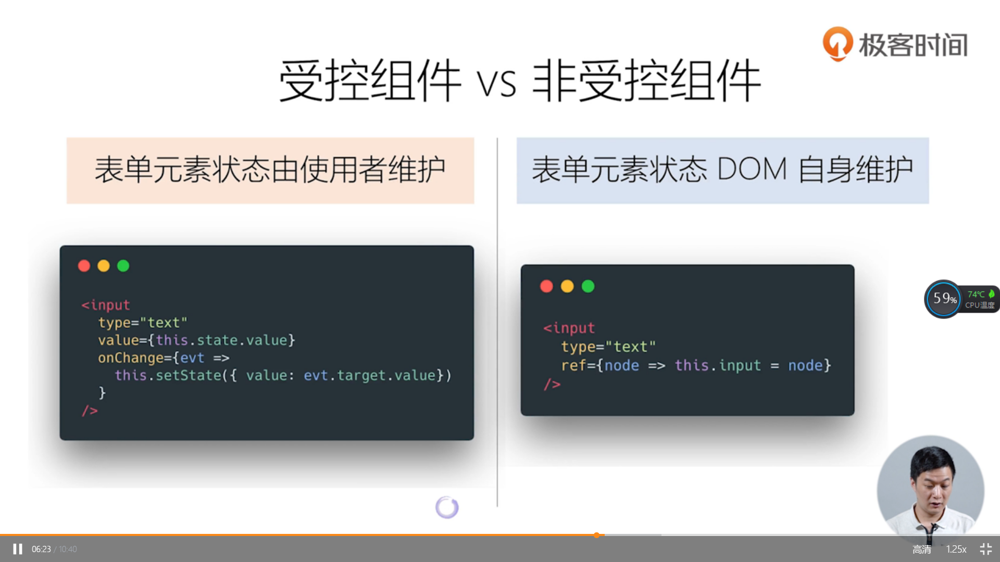 极客时间
受控组件 vs 非受控组件
表单元素状态由使用者维护
<input
type="text"
value={this.state.value}
onChange={evt =>
this.setState({ value: evt.target.value})
}
/>
表单元素状态 DOM 自身维护
<input
type="text"
ref={node => this.input = node}
/>
59%
74℃
CPU温度
06:23 / 10:40
高清
1.25x